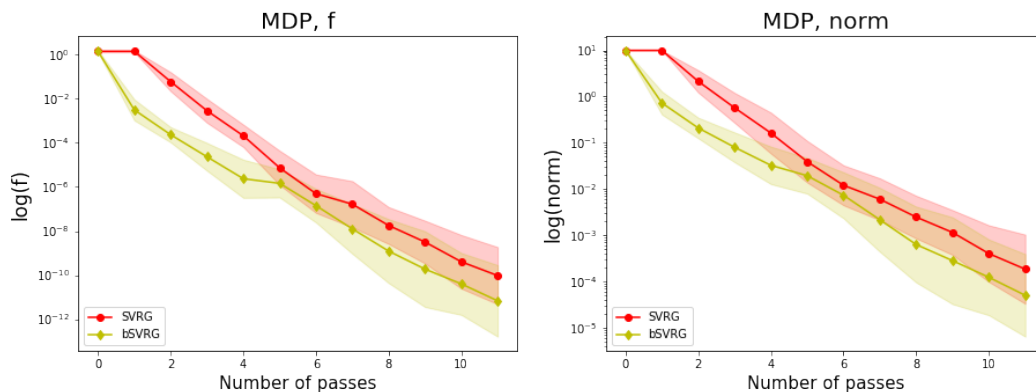 MDP, f
log(f)
10^0
10^-2
10^-4
10^-6
10^-8
10^-10
10^-12
SVRG
bSVRG
0 2 4 6 8 10
Number of passes
MDP, norm
log(norm)
10^1
10^0
10^-1
10^-2
10^-3
10^-4
10^-5
SVRG
bSVRG
0 2 4 6 8 10
Number of passes